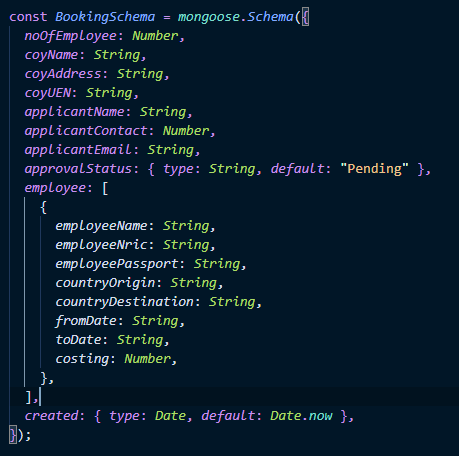 const BookingSchema = mongoose.Schema({
noOfEmployee: Number,
coyName: String,
coyAddress: String,
coyUEN: String,
applicantName: String,
applicantContact: Number,
applicantEmail: String,
approvalStatus: { type: String, default: "Pending" },
employee: [
{
employeeName: String,
employeeNric: String,
employeePassport: String,
countryOrigin: String,
countryDestination: String,
fromDate: String,
toDate: String,
costing: Number,
},
],
created: { type: Date, default: Date.now },
});